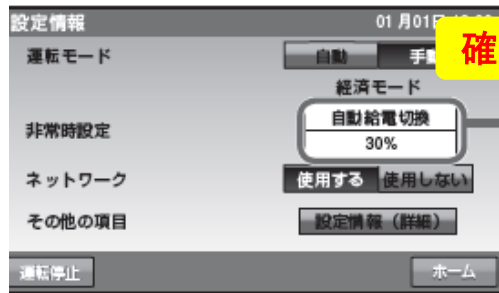 設定情報 01月01日
運転モード 自動 手動
確
経済モード
非常時設定 自動給電切換
30%
ネットワーク 使用する 使用しない
その他の項目 設定情報（詳細）
運転停止 ホーム